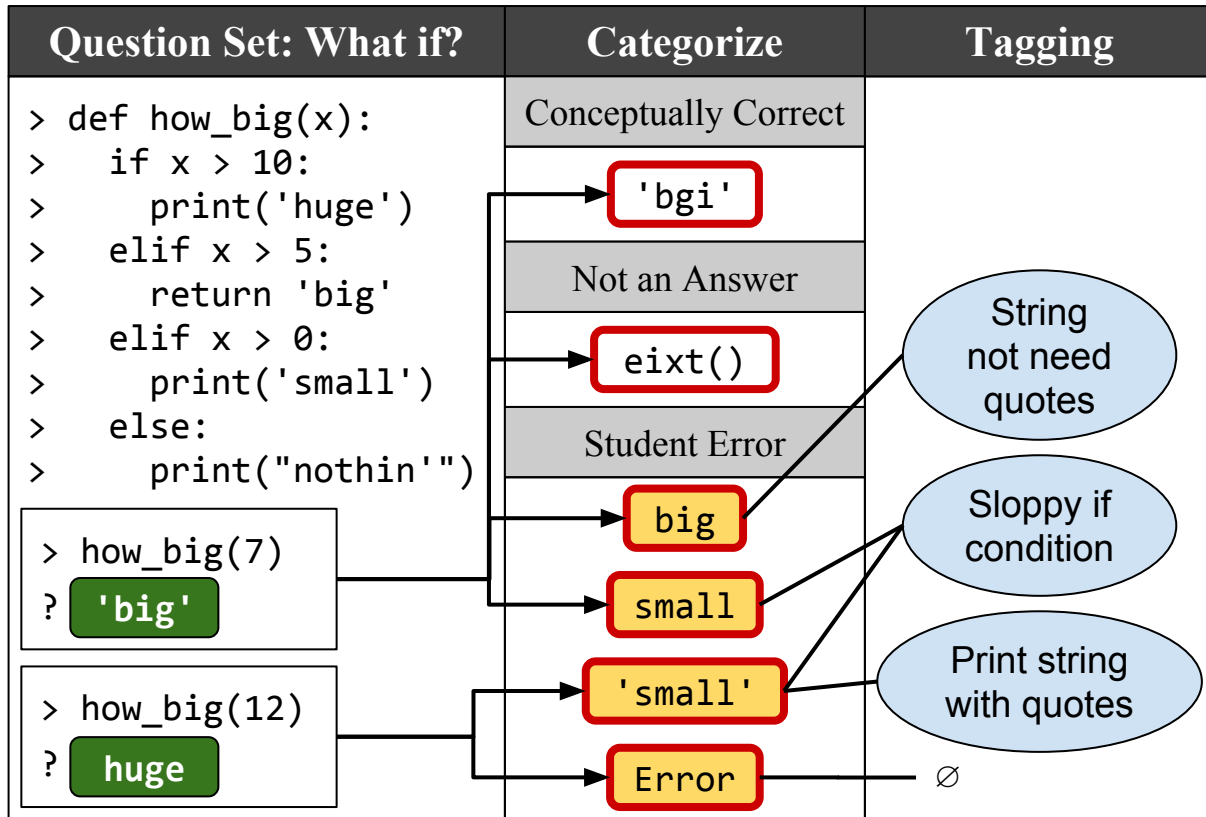 Question Set: What if?
Categorize
Tagging
> def how_big(x):
>   if x > 10:
>     print('huge')
>   elif x > 5:
>     return 'big'
>   elif x > 0:
>     print('small')
>   else:
>     print("nothin'")
> how_big(7)
? 'big'
> how_big(12)
? huge
Conceptually Correct
'bgi'
Not an Answer
eixt()
Student Error
big
small
'small'
Error
String
not need
quotes
Sloppy if
condition
Print string
with quotes
∅